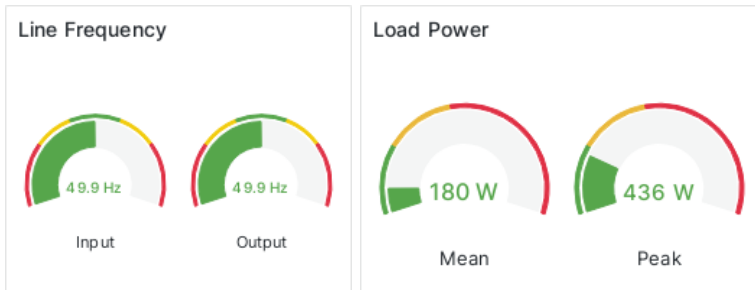 Line Frequency
49.9 Hz
Input
49.9 Hz
Output
Load Power
180 W
Mean
436 W
Peak